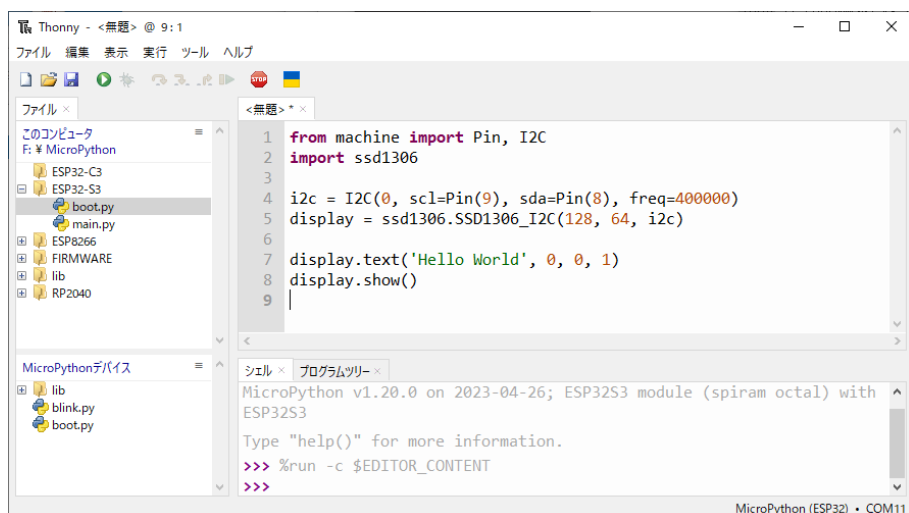 Thonny - <無題> @ 9:1
ファイル 編集 表示 実行 ツール ヘルプ
STOP
ファイル ×
このコンピュータ
F: ¥ MicroPython
ESP32-C3
ESP32-S3
boot.py
main.py
ESP8266
FIRMWARE
lib
RP2040
MicroPythonデバイス
lib
blink.py
boot.py
<無題> * ×
1 from machine import Pin, I2C
2 import ssd1306
3
4 i2c = I2C(0, scl=Pin(9), sda=Pin(8), freq=400000)
5 display = ssd1306.SSD1306_I2C(128, 64, i2c)
6
7 display.text('Hello World', 0, 0, 1)
8 display.show()
9
シェル × プログラムツリー ×
MicroPython v1.20.0 on 2023-04-26; ESP32S3 module (spiram octal) with
ESP32S3
Type "help()" for more information.
>>> %run -c $EDITOR_CONTENT
>>>
MicroPython (ESP32) • COM11